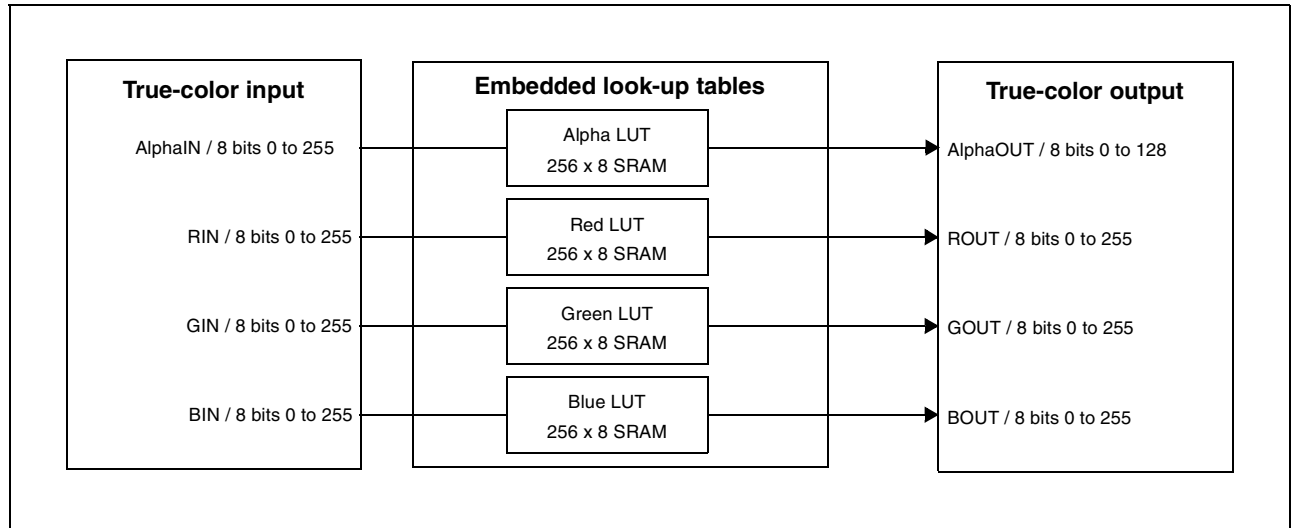 True-color input
Embedded look-up tables
True-color output
AlphaIN / 8 bits 0 to 255
Alpha LUT
256 x 8 SRAM
AlphaOUT / 8 bits 0 to 128
RIN / 8 bits 0 to 255
Red LUT
256 x 8 SRAM
ROUT / 8 bits 0 to 255
GIN / 8 bits 0 to 255
Green LUT
256 x 8 SRAM
GOUT / 8 bits 0 to 255
BIN / 8 bits 0 to 255
Blue LUT
256 x 8 SRAM
BOUT / 8 bits 0 to 255